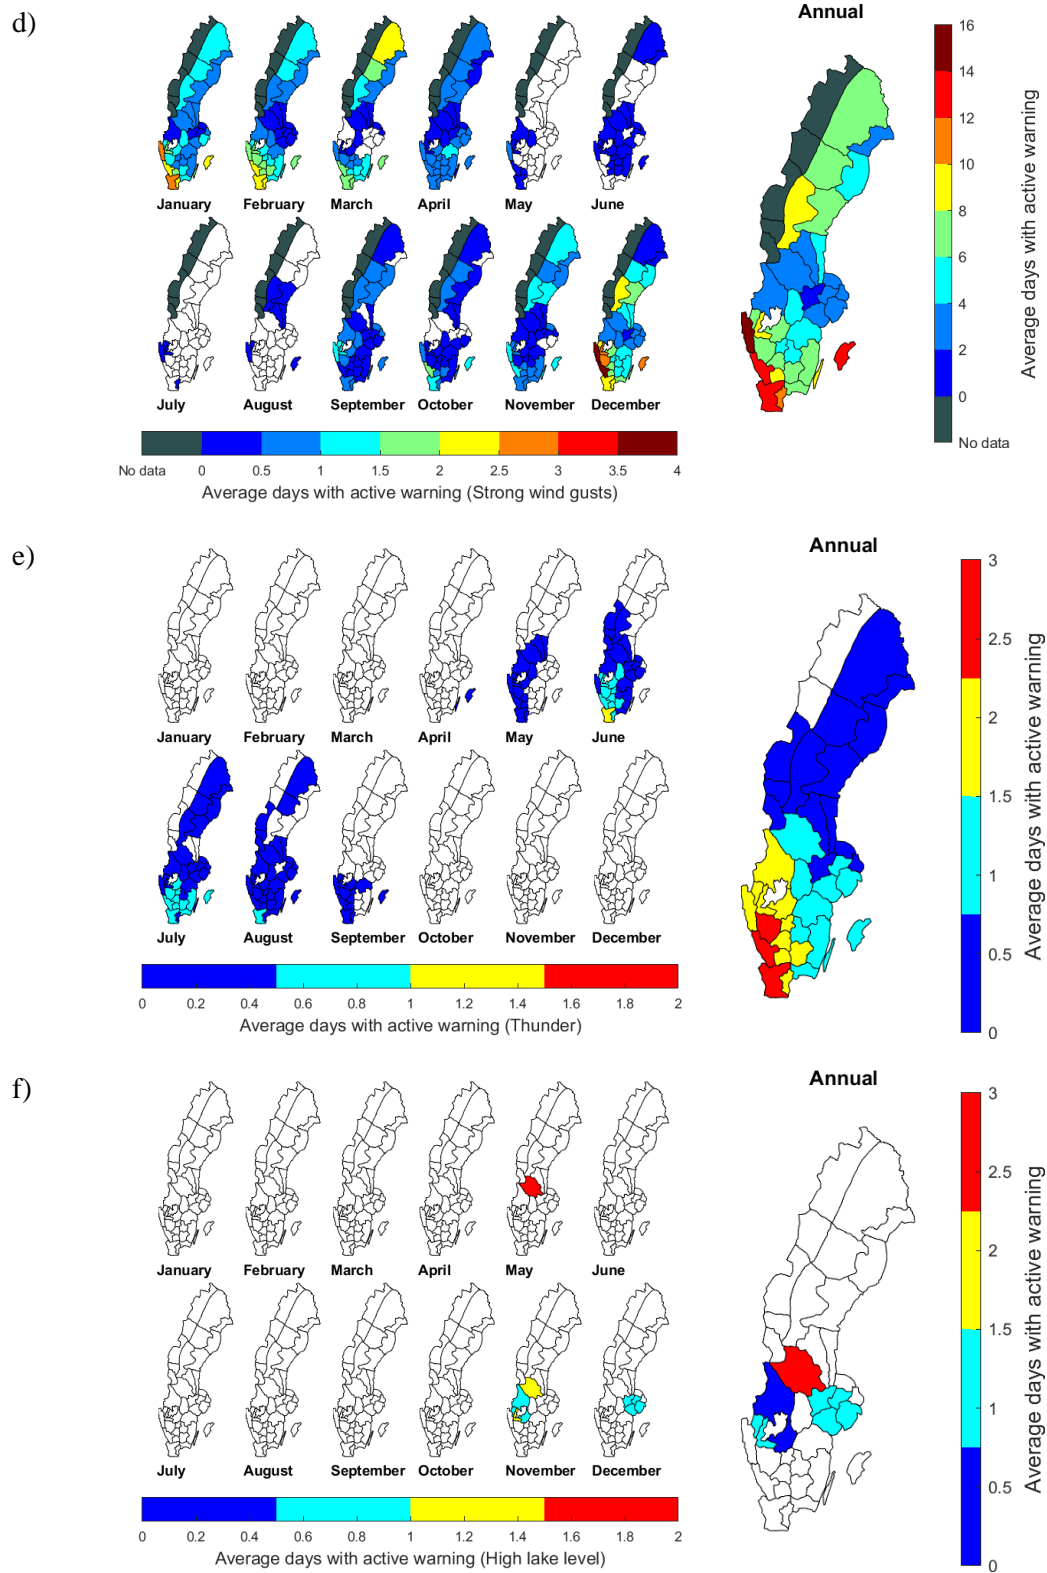 d)
Annual
January February March April May June
July August September October November December
No data 0 0.5 1 1.5 2 2.5 3 3.5 4
Average days with active warning (Strong wind gusts)
16
14
12
10
8
6
4
2
0
No data
Average days with active warning
e)
Annual
January February March April May June
July August September October November December
0 0.2 0.4 0.6 0.8 1 1.2 1.4 1.6 1.8 2
Average days with active warning (Thunder)
3
2.5
2
1.5
1
0.5
0
Average days with active warning
f)
Annual
January February March April May June
July August September October November December
0 0.2 0.4 0.6 0.8 1 1.2 1.4 1.6 1.8 2
Average days with active warning (High lake level)
3
2.5
2
1.5
1
0.5
0
Average days with active warning